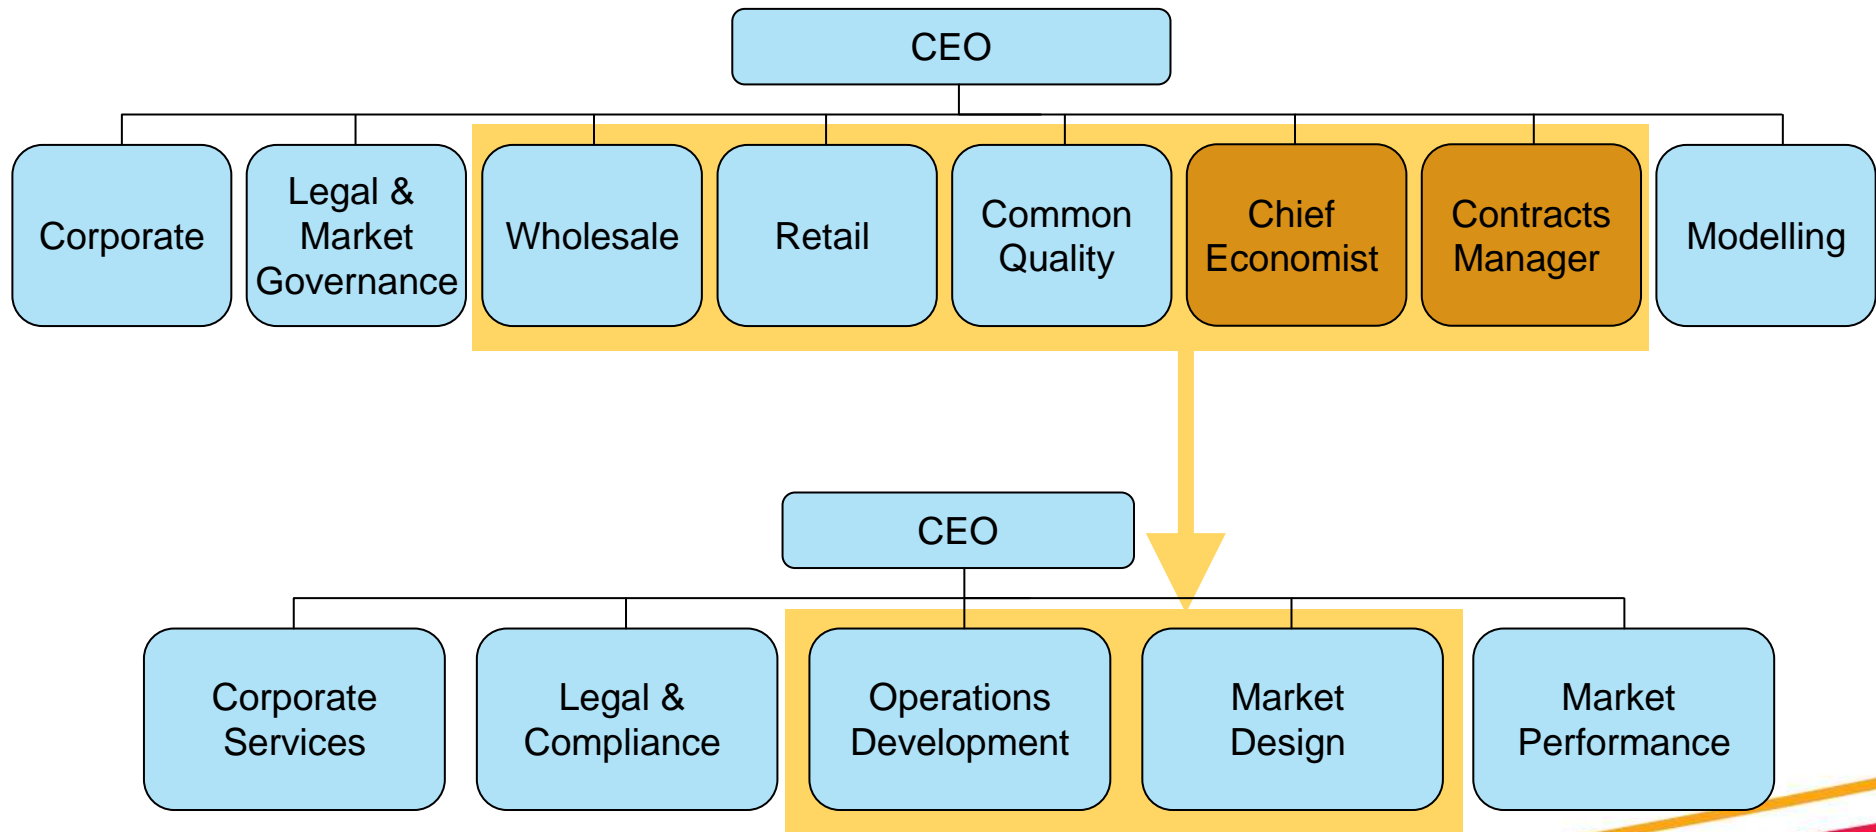 CEO
Corporate
Legal &
Market
Governance
Wholesale
Retail
Common
Quality
Chief
Economist
Contracts
Manager
Modelling
CEO
Corporate
Services
Legal &
Compliance
Operations
Development
Market
Design
Market
Performance